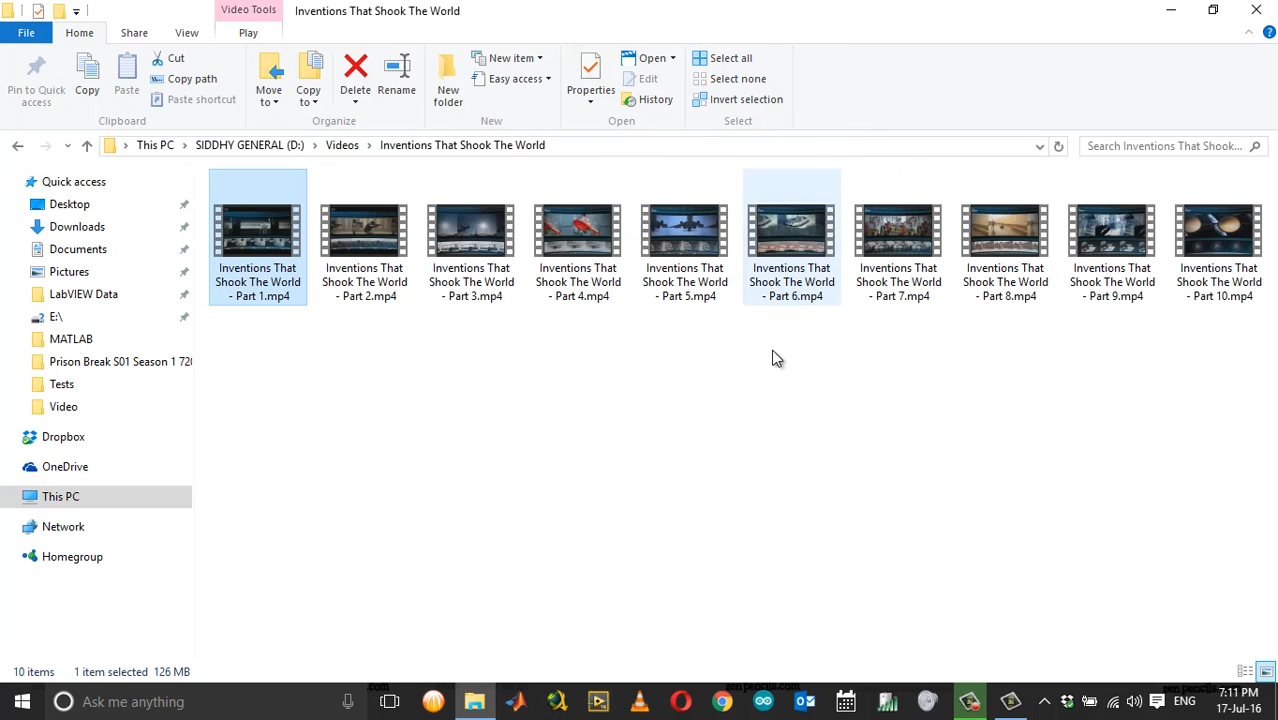 Video Tools
Inventions That Shook The World
File
Home
Share
View
Play
Pin to Quick access
Copy
Paste
Cut
Copy path
Paste shortcut
Clipboard
Move to
Copy to
Delete
Rename
Organize
New folder
New item
Easy access
New
Properties
Open
Edit
History
Open
Select all
Select none
Invert selection
Select
This PC
SIDDHY GENERAL (D:)
Videos
Inventions That Shook The World
Search Inventions That Shook...
Quick access
Desktop
Downloads
Documents
Pictures
LabVIEW Data
E:\
MATLAB
Prison Break S01 Season 1 720
Tests
Video
Dropbox
OneDrive
This PC
Network
Homegroup
Inventions That
Shook The World
- Part 1.mp4
Inventions That
Shook The World
- Part 2.mp4
Inventions That
Shook The World
- Part 3.mp4
Inventions That
Shook The World
- Part 4.mp4
Inventions That
Shook The World
- Part 5.mp4
Inventions That
Shook The World
- Part 6.mp4
Inventions That
Shook The World
- Part 7.mp4
Inventions That
Shook The World
- Part 8.mp4
Inventions That
Shook The World
- Part 9.mp4
Inventions That
Shook The World
- Part 10.mp4
10 items
1 item selected 126 MB
Ask me anything
ENG
7:11 PM
17-Jul-16